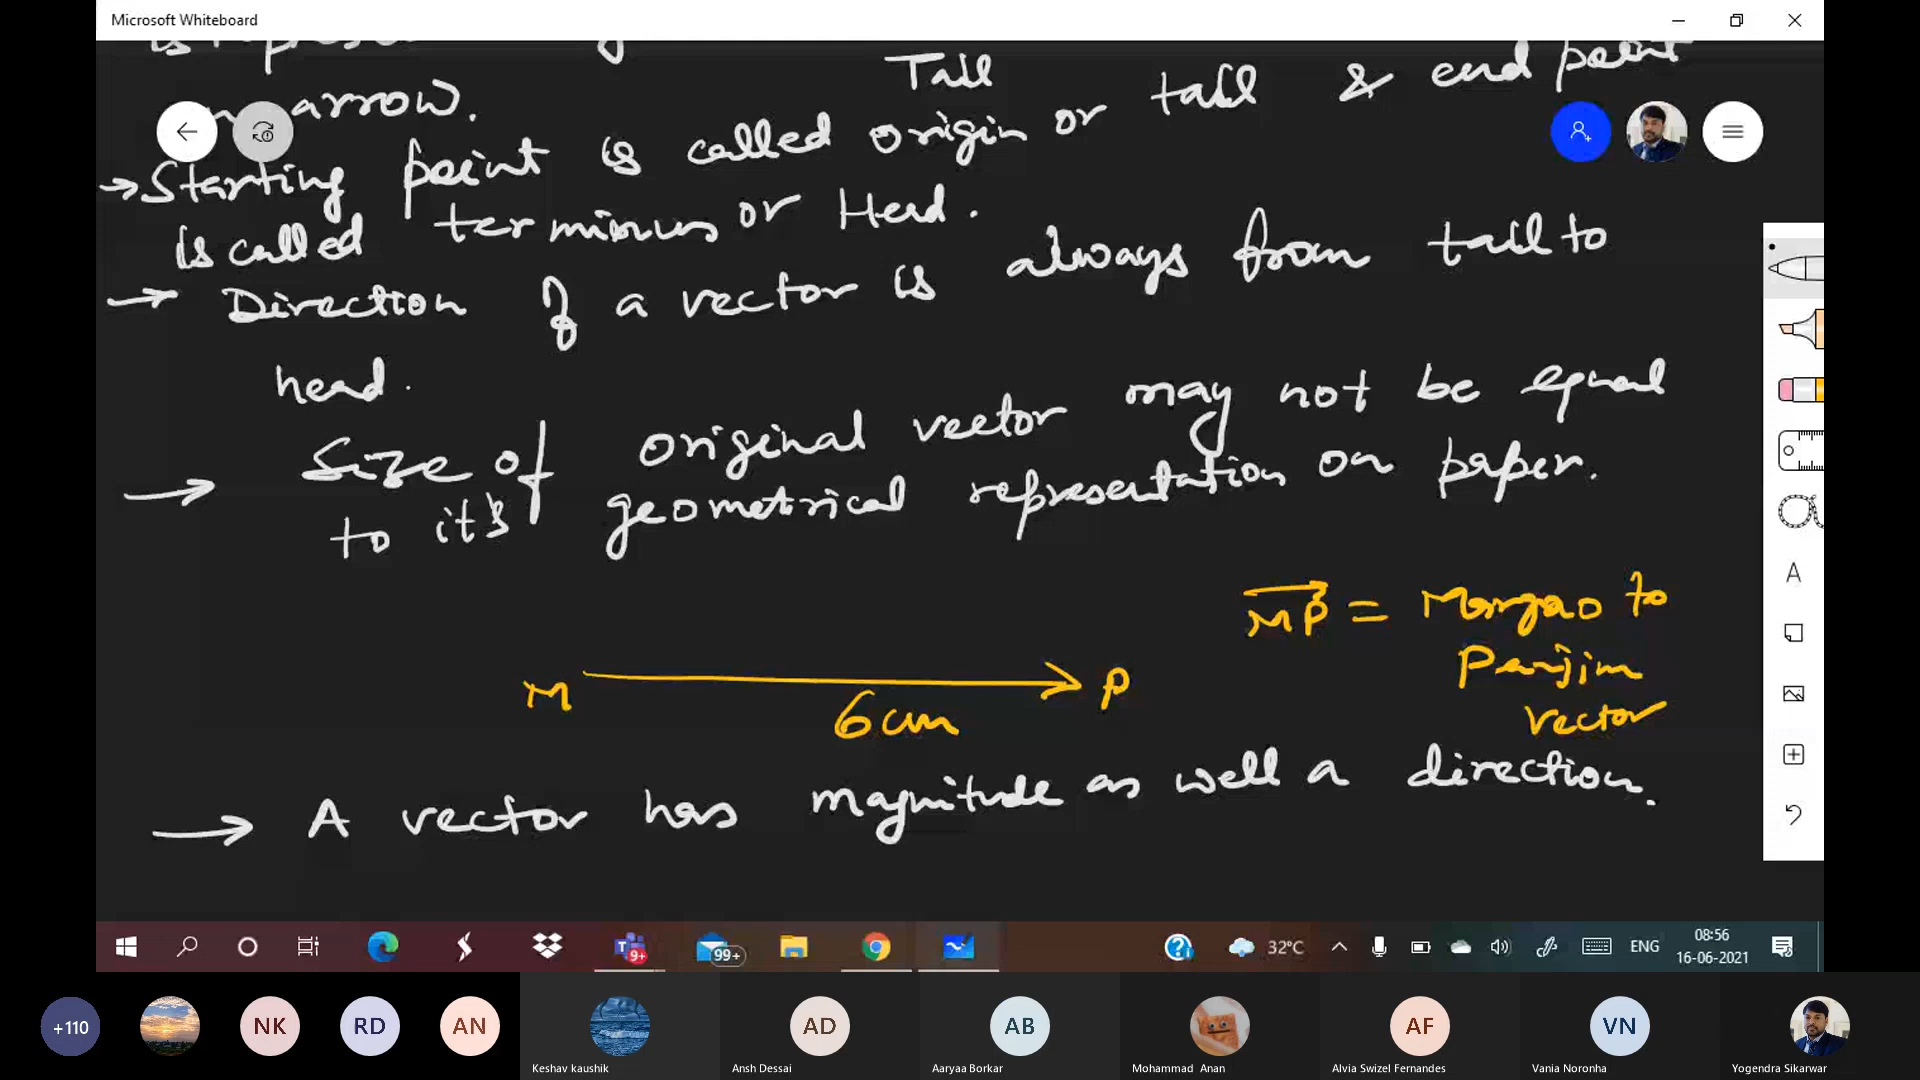 Microsoft Whiteboard
arrow.
Tail
Starting point is called origin or tail & end point
is called terminus or Head.
→ Direction of a vector is always from tail to
head.
→ Size of original vector may not be equal
to it's geometrical representation on paper.
MP = Morgao to
Panjim
vector
M
P
6cm
→ A vector has magnitude as well a direction.
A
9+
99+
32°C
ENG
08:56
16-06-2021
+110
NK
RD
AN
AD
AB
AF
VN
Keshav kaushik
Ansh Dessai
Aaryaa Borkar
Mohammad Anan
Alvia Swizel Fernandes
Vania Noronha
Yogendra Sikarwar